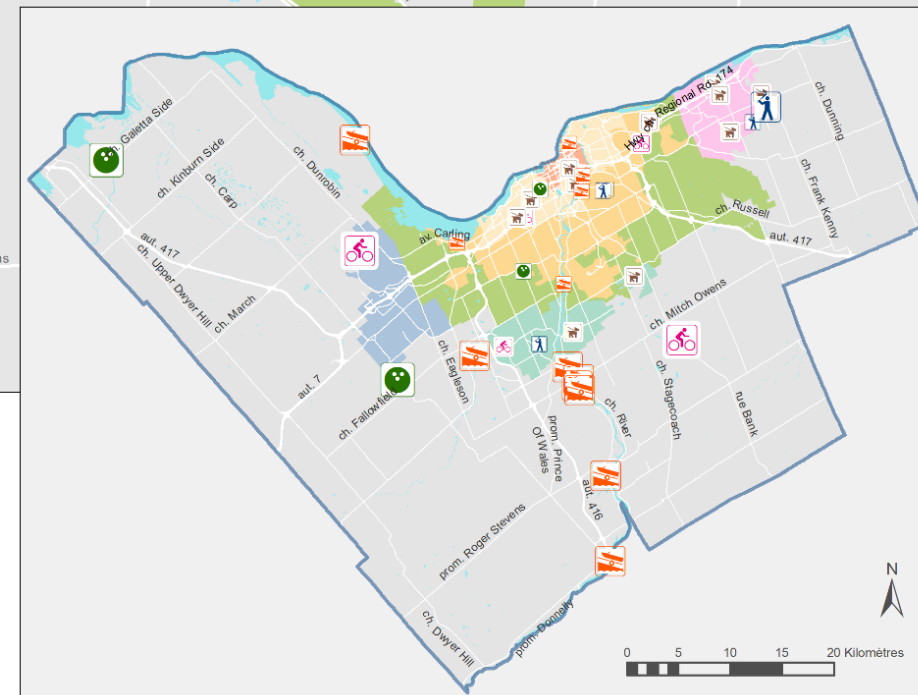 ns
ch. Galetta Side
ch. Kinburn Side
ch. Carp
ch. Dunrobin
Hwy/ch. Regional Rd. 174
ch. Dunning
ch. Frank Kenny
ch. Russell
aut. 417
av. Carling
aut. 417
ch. Upper Dwyer Hill
ch. March
aut. 7
ch. Fallowfield
ch. Eagleson
ch. Mitch Owens
ch. Stagecoach
rue Bank
ch. River
prom. Prince
Of Wales
aut. 416
prom. Roger Stevens
prom. Donnelly
ch. Dwyer Hill
N
0 5 10 15 20 Kilomètres